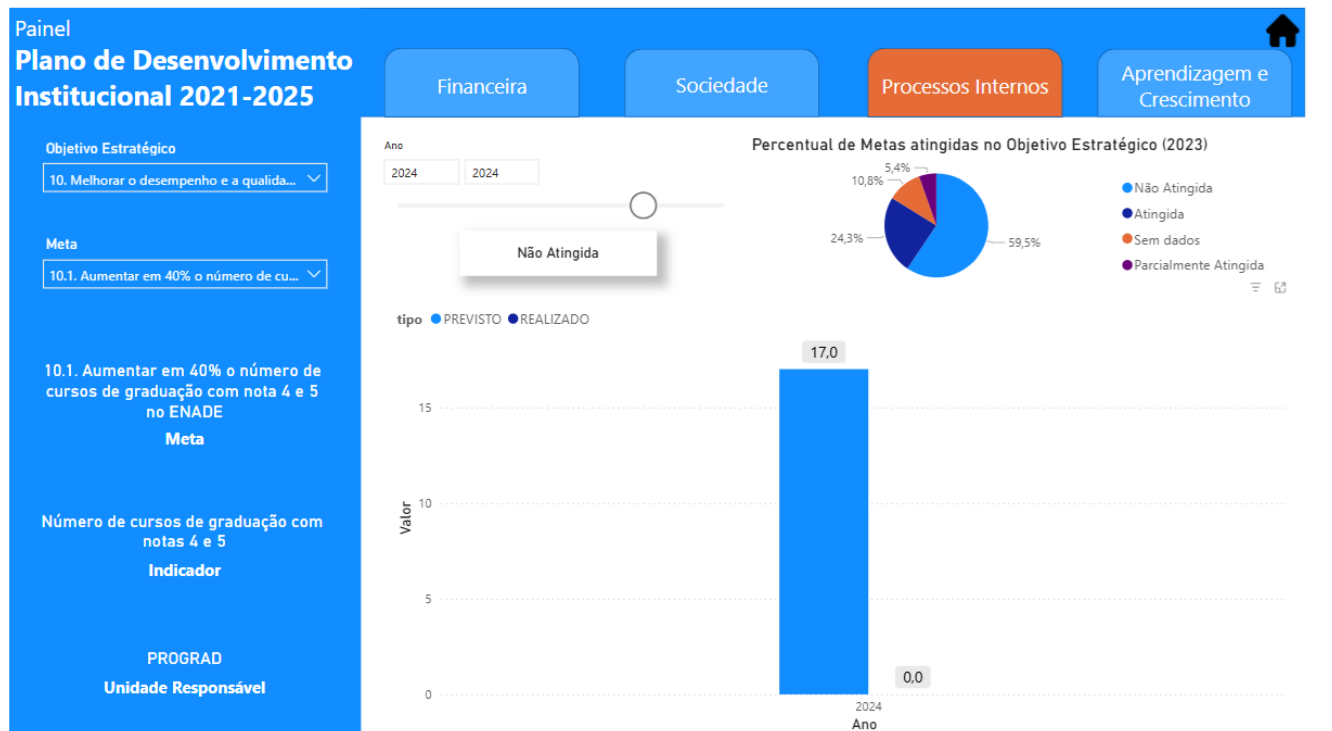 Painel
Plano de Desenvolvimento
Institucional 2021-2025
Financeira
Sociedade
Processos Internos
Aprendizagem e
Crescimento
Objetivo Estratégico
10. Melhorar o desempenho e a qualida...
Meta
10.1. Aumentar em 40% o número de cu...
10.1. Aumentar em 40% o número de
cursos de graduação com nota 4 e 5
no ENADE
Meta
Número de cursos de graduação com
notas 4 e 5
Indicador
PROGRAD
Unidade Responsável
Ano
2024
2024
Não Atingida
Percentual de Metas atingidas no Objetivo Estratégico (2023)
5,4%
10,8%
24,3%
59,5%
Não Atingida
Atingida
Sem dados
Parcialmente Atingida
tipo PREVISTO REALIZADO
17,0
15
10
5
0
Valor
0,0
2024
Ano